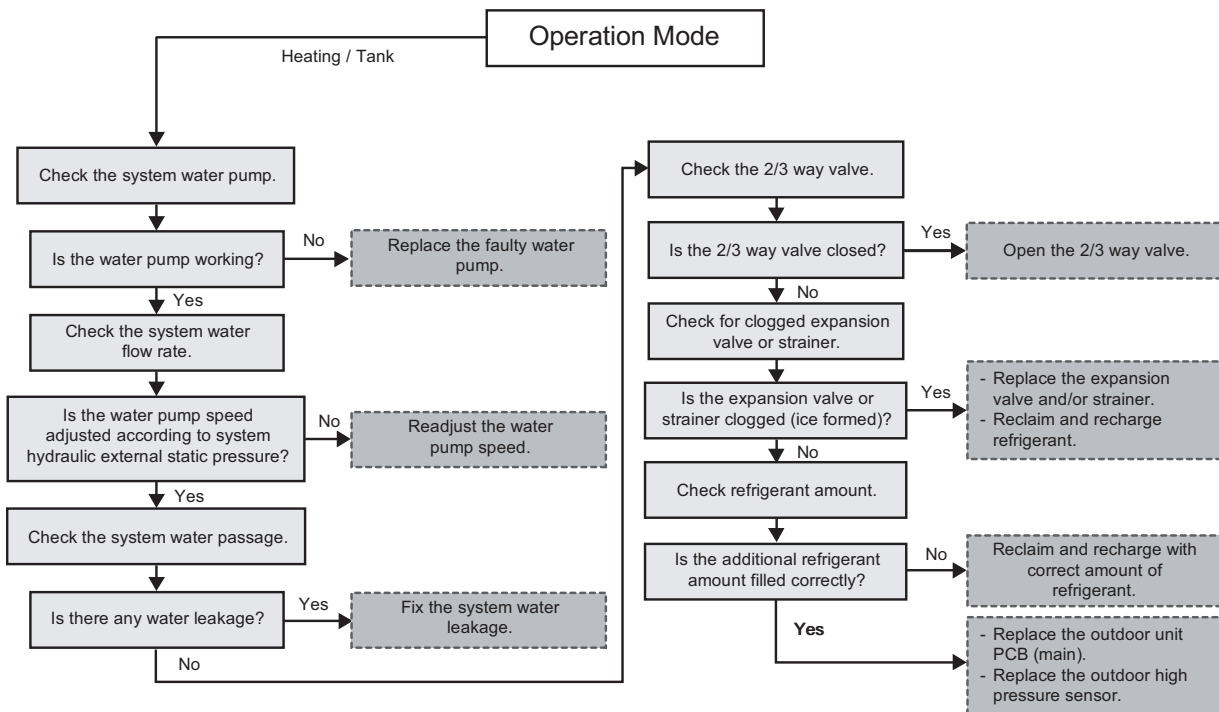 Operation Mode
Heating / Tank
Check the system water pump.
Is the water pump working?
No
Replace the faulty water
pump.
Yes
Check the system water
flow rate.
Is the water pump speed
adjusted according to system
hydraulic external static pressure?
No
Readjust the water
pump speed.
Yes
Check the system water passage.
Is there any water leakage?
Yes
Fix the system water
leakage.
No
Check the 2/3 way valve.
Is the 2/3 way valve closed?
Yes
Open the 2/3 way valve.
No
Check for clogged expansion
valve or strainer.
Is the expansion valve or
strainer clogged (ice formed)?
Yes
- Replace the expansion
valve and/or strainer.
- Reclaim and recharge
refrigerant.
No
Check refrigerant amount.
Is the additional refrigerant
amount filled correctly?
No
Reclaim and recharge with
correct amount of
refrigerant.
Yes
- Replace the outdoor unit
PCB (main).
- Replace the outdoor high
pressure sensor.